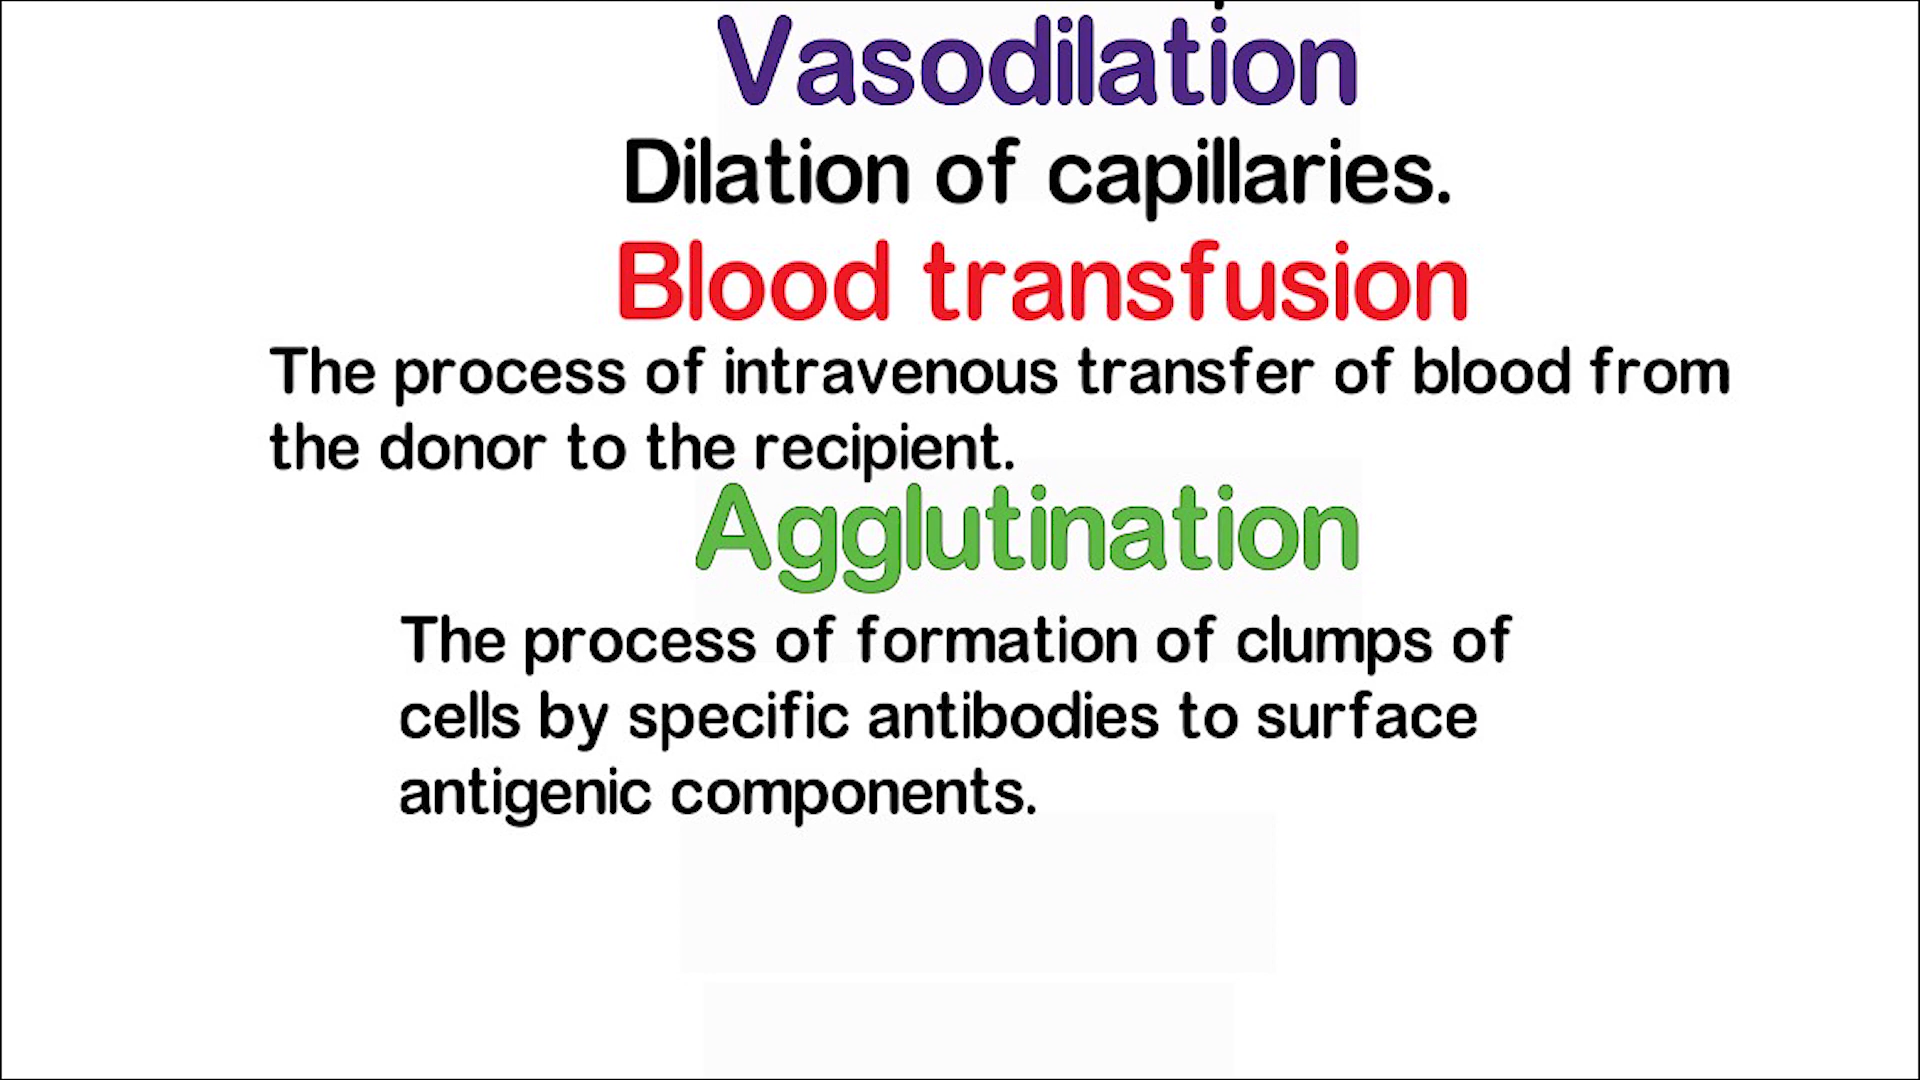 Vasodilation
Dilation of capillaries.
Blood transfusion
The process of intravenous transfer of blood from
the donor to the recipient.
Agglutination
The process of formation of clumps of
cells by specific antibodies to surface
antigenic components.